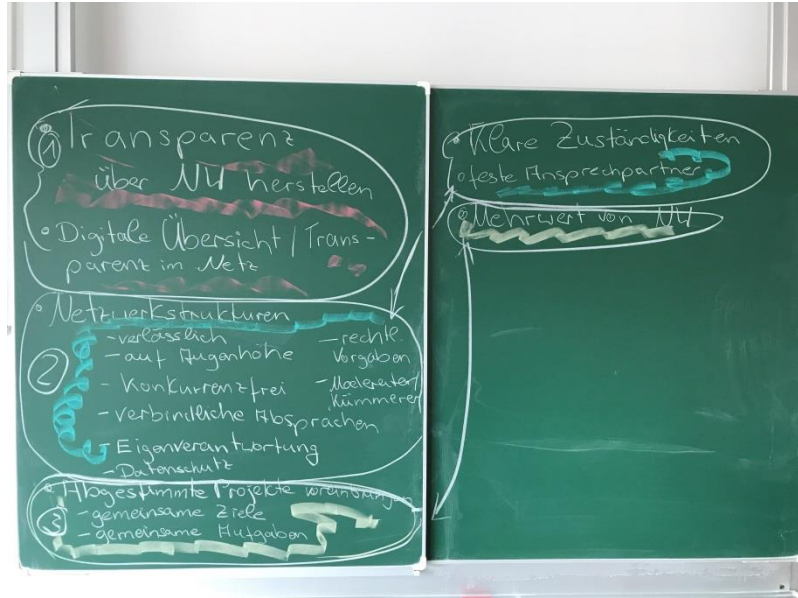 ① • Transparenz
über NW herstellen
• Digitale Übersicht / Trans-
parenz im Netz
② • Netzwerkstrukturen
- verlässlich
- auf Augenhöhe
- Konkurrenzfrei
- verbindliche Absprachen
- Eigenverantwortung
- Datenschutz
- rechtl.
Vorgaben
- Moderator/
Kümmerer
③ • Abgestimmte Projekte voranbringen
- gemeinsame Ziele
- gemeinsame Aufgaben
• Klare Zuständigkeiten
• feste Ansprechpartner
• Mehrwert von NW